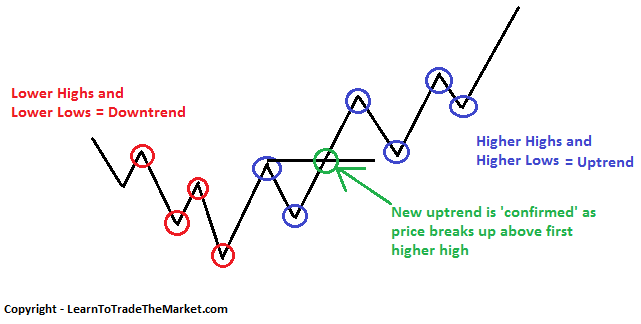 Lower Highs and
Lower Lows = Downtrend
Higher Highs and
Higher Lows = Uptrend
New uptrend is 'confirmed' as
price breaks up above first
higher high
Copyright - LearnToTradeTheMarket.com